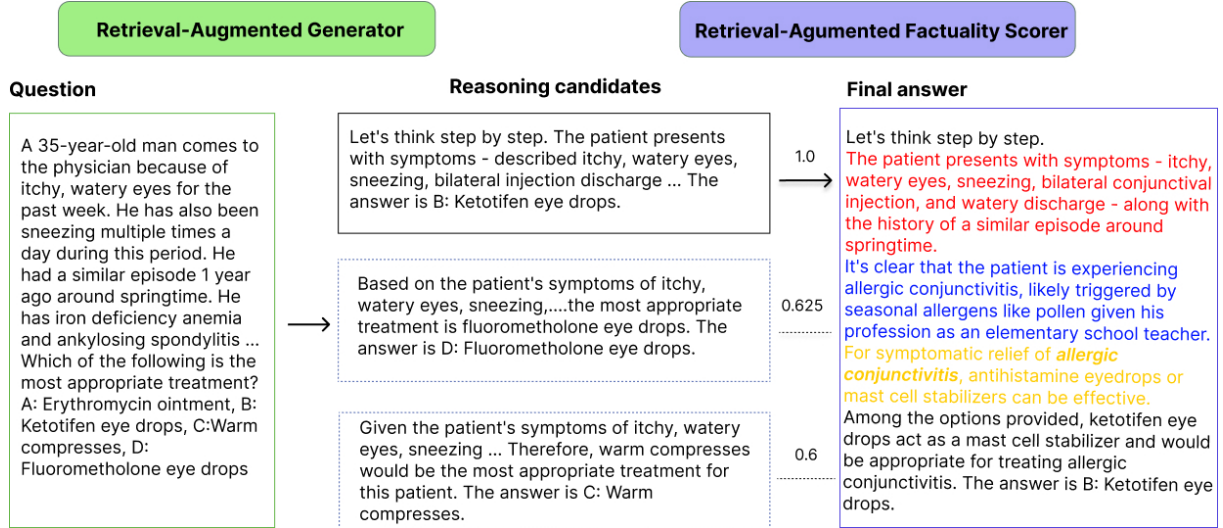 Retrieval-Augmented Generator
Retrieval-Agumented Factuality Scorer
Question
A 35-year-old man comes to
the physician because of
itchy, watery eyes for the
past week. He has also been
sneezing multiple times a
day during this period. He
had a similar episode 1 year
ago around springtime. He
has iron deficiency anemia
and ankylosing spondylitis ...
Which of the following is the
most appropriate treatment?
A: Erythromycin ointment, B:
Ketotifen eye drops, C:Warm
compresses, D:
Fluorometholone eye drops
Reasoning candidates
Let's think step by step. The patient presents
with symptoms - described itchy, watery eyes,
sneezing, bilateral injection discharge ... The
answer is B: Ketotifen eye drops.
1.0
Based on the patient's symptoms of itchy,
watery eyes, sneezing,....the most appropriate
treatment is fluorometholone eye drops. The
answer is D: Fluorometholone eye drops.
0.625
Given the patient's symptoms of itchy, watery
eyes, sneezing ... Therefore, warm compresses
would be the most appropriate treatment for
this patient. The answer is C: Warm
compresses.
0.6
Final answer
Let's think step by step.
The patient presents with symptoms - itchy,
watery eyes, sneezing, bilateral conjunctival
injection, and watery discharge - along with
the history of a similar episode around
springtime.
It's clear that the patient is experiencing
allergic conjunctivitis, likely triggered by
seasonal allergens like pollen given his
profession as an elementary school teacher.
For symptomatic relief of allergic
conjunctivitis, antihistamine eyedrops or
mast cell stabilizers can be effective.
Among the options provided, ketotifen eye
drops act as a mast cell stabilizer and would
be appropriate for treating allergic
conjunctivitis. The answer is B: Ketotifen eye
drops.